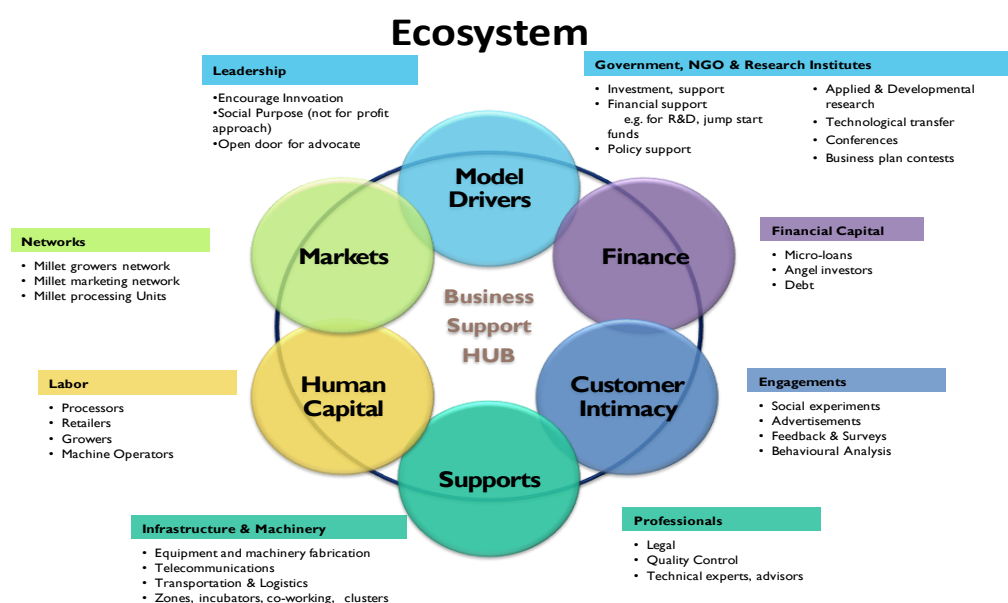 Ecosystem
Leadership
•Encourage Innvoation
•Social Purpose (not for profit
approach)
•Open door for advocate
Government, NGO & Research Institutes
• Investment, support
• Financial support
e.g. for R&D, jump start
funds
• Policy support
• Applied & Developmental
research
• Technological transfer
• Conferences
• Business plan contests
Model
Drivers
Markets
Finance
Networks
• Millet growers network
• Millet marketing network
• Millet processing Units
Financial Capital
• Micro-loans
• Angel investors
• Debt
Business
Support
HUB
Labor
• Processors
• Retailers
• Growers
• Machine Operators
Human
Capital
Customer
Intimacy
Engagements
• Social experiments
• Advertisements
• Feedback & Surveys
• Behavioural Analysis
Supports
Infrastructure & Machinery
• Equipment and machinery fabrication
• Telecommunications
• Transportation & Logistics
• Zones, incubators, co-working, clusters
Professionals
• Legal
• Quality Control
• Technical experts, advisors